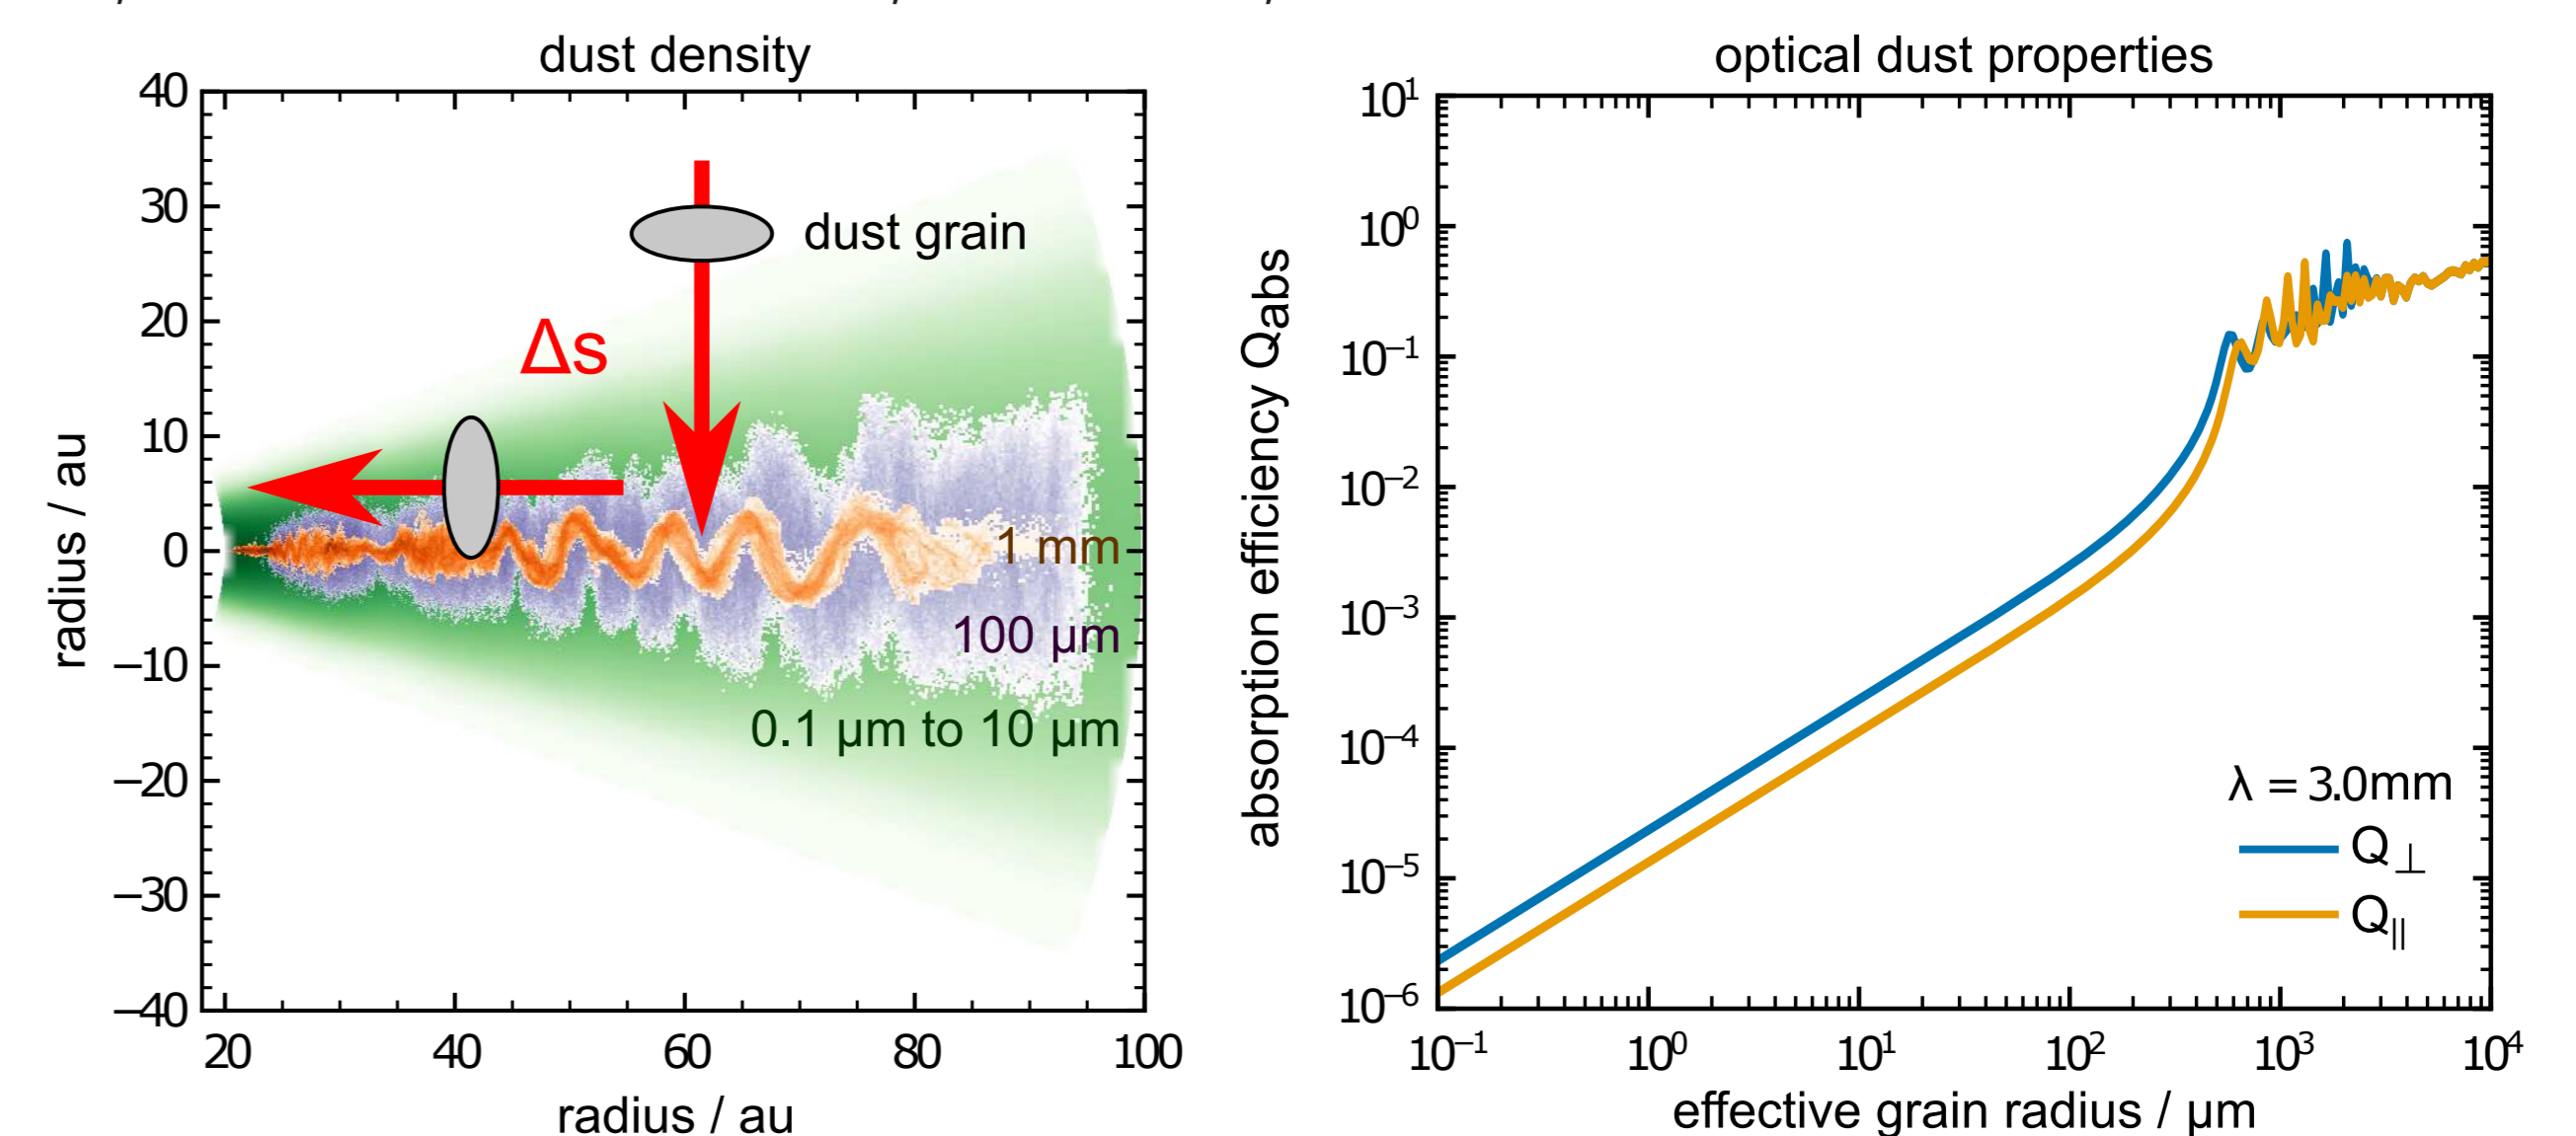 dust density
40
30
20
10
0
−10
−20
−30
−40
radius / au
20 40 60 80 100
radius / au
dust grain
Δs
1 mm
100 µm
0.1 µm to 10 µm
optical dust properties
10¹
10⁰
10⁻¹
10⁻²
10⁻³
10⁻⁴
10⁻⁵
10⁻⁶
absorption efficiency Qabs
10⁻¹ 10⁰ 10¹ 10² 10³ 10⁴
effective grain radius / µm
λ = 3.0mm
Q⊥
Q||